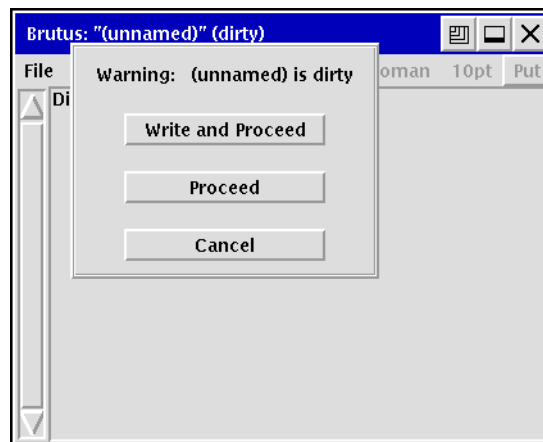 Brutus: "(unnamed)" (dirty)
File oman 10pt Put
Warning: (unnamed) is dirty
Di
Write and Proceed
Proceed
Cancel